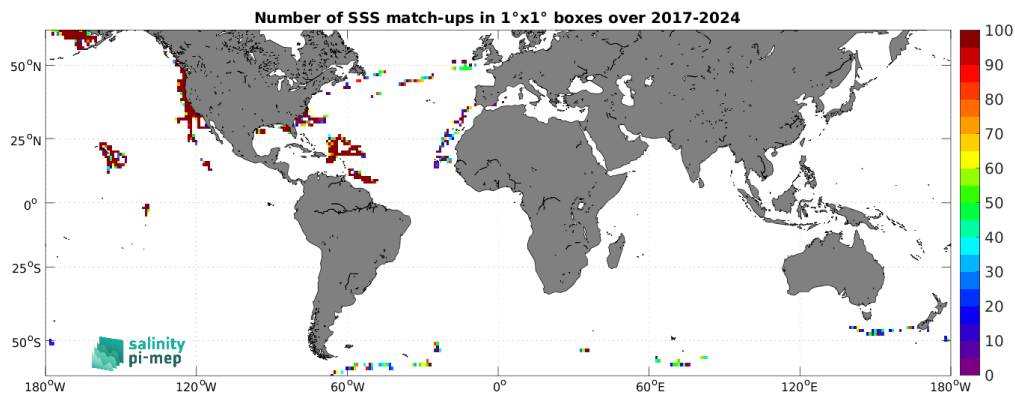 Number of SSS match-ups in 1°x1° boxes over 2017-2024
50°N
25°N
0°
25°S
50°S
180°W
120°W
60°W
0°
60°E
120°E
180°W
100
90
80
70
60
50
40
30
20
10
0
salinity
pi-mep